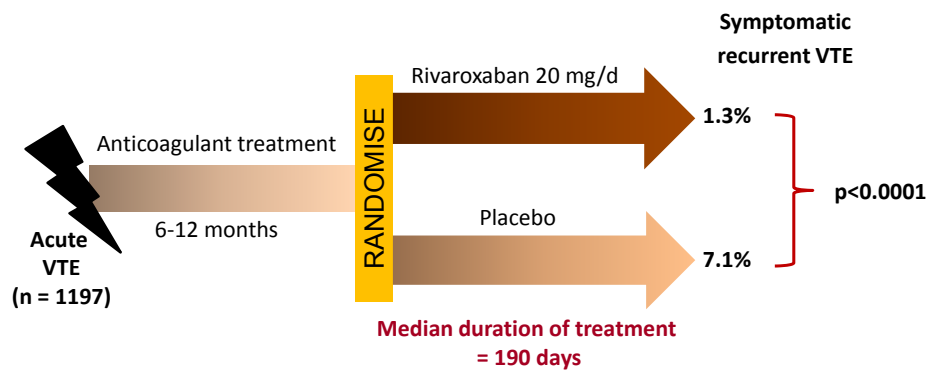 Symptomatic
recurrent VTE
Rivaroxaban 20 mg/d
1.3%
Anticoagulant treatment
RANDOMISE
p<0.0001
6-12 months
Placebo
Acute
VTE
(n = 1197)
7.1%
Median duration of treatment
= 190 days